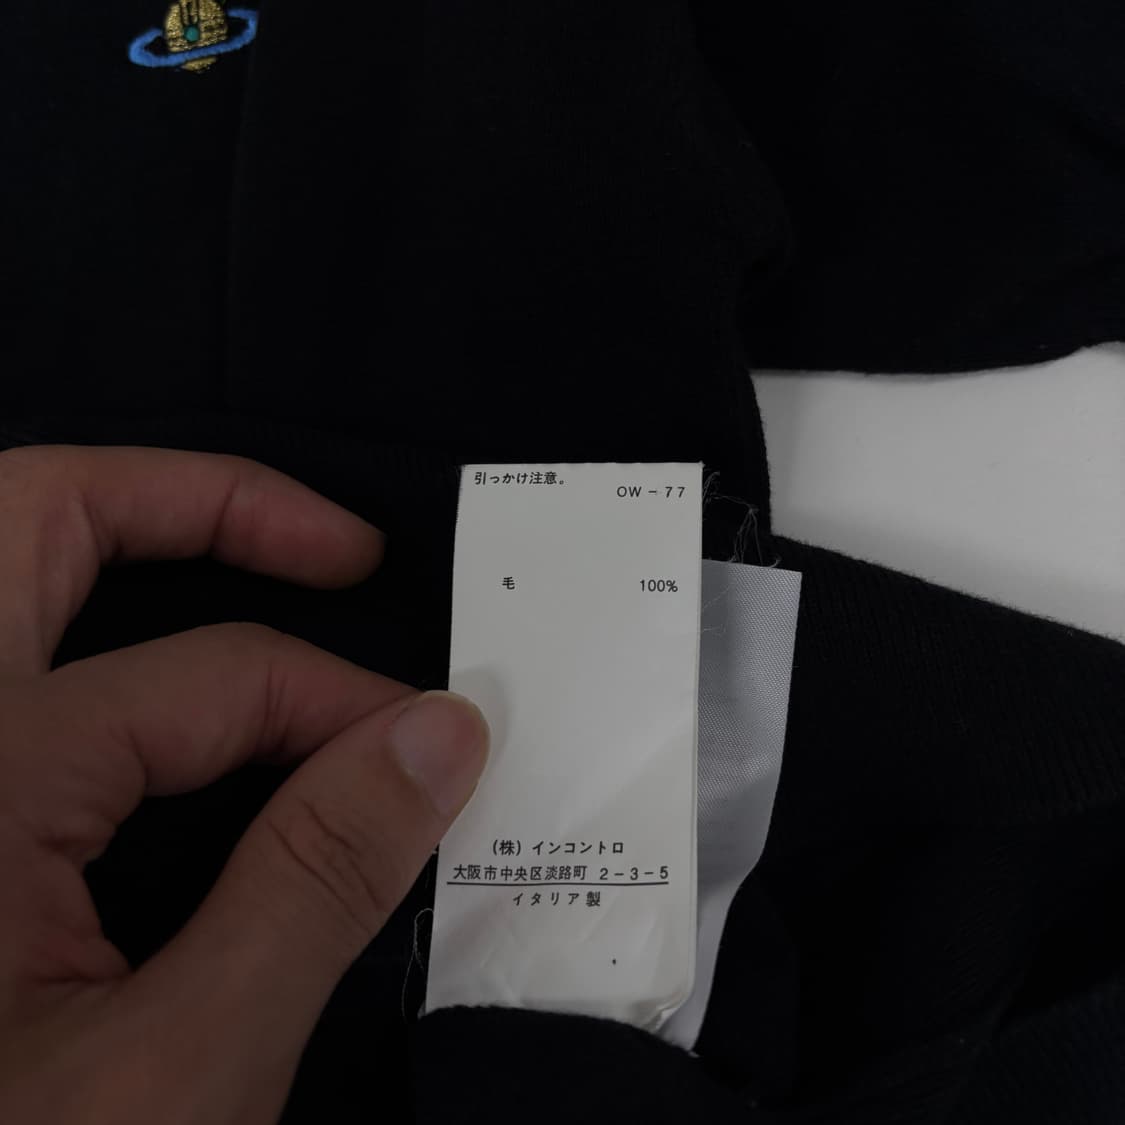 引っかけ注意。
OW-77
毛 100%
(株) インコントロ
大阪市中央区淡路町 2-3-5
イタリア製